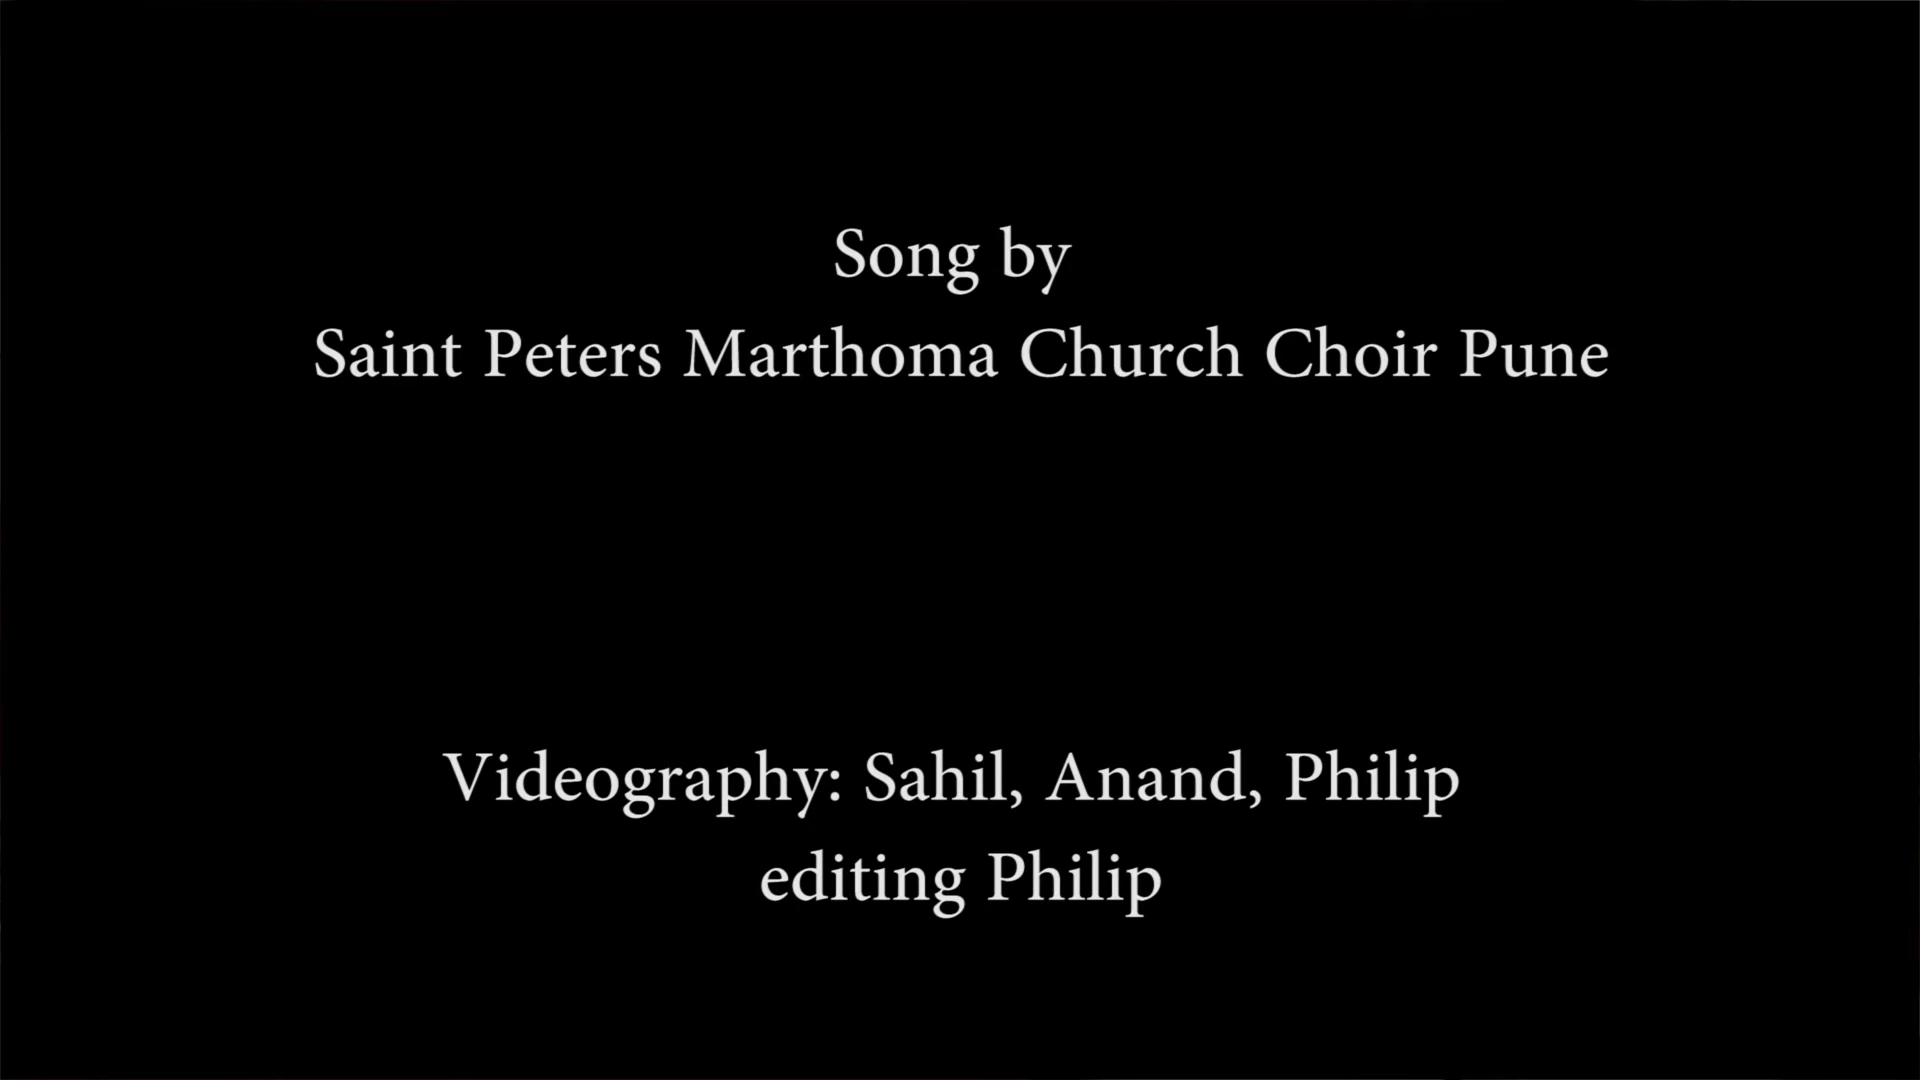 Song by
Saint Peters Marthoma Church Choir Pune
Videography: Sahil, Anand, Philip
editing Philip